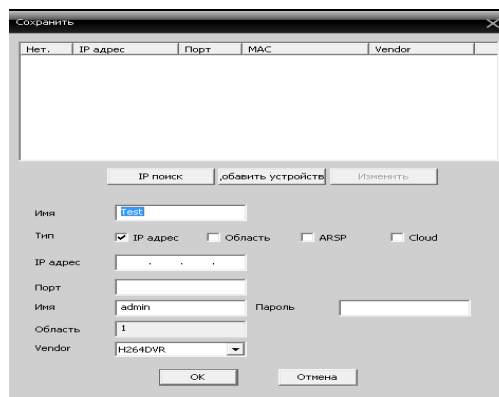 Сохранить
Нет. IP адрес Порт MAC Vendor
IP поиск ,обавить устройств Изменить
Имя Test
Тип IP адрес Область ARSP Cloud
IP адрес . . .
Порт
Имя admin Пароль
Область 1
Vendor H264DVR
OK Отмена